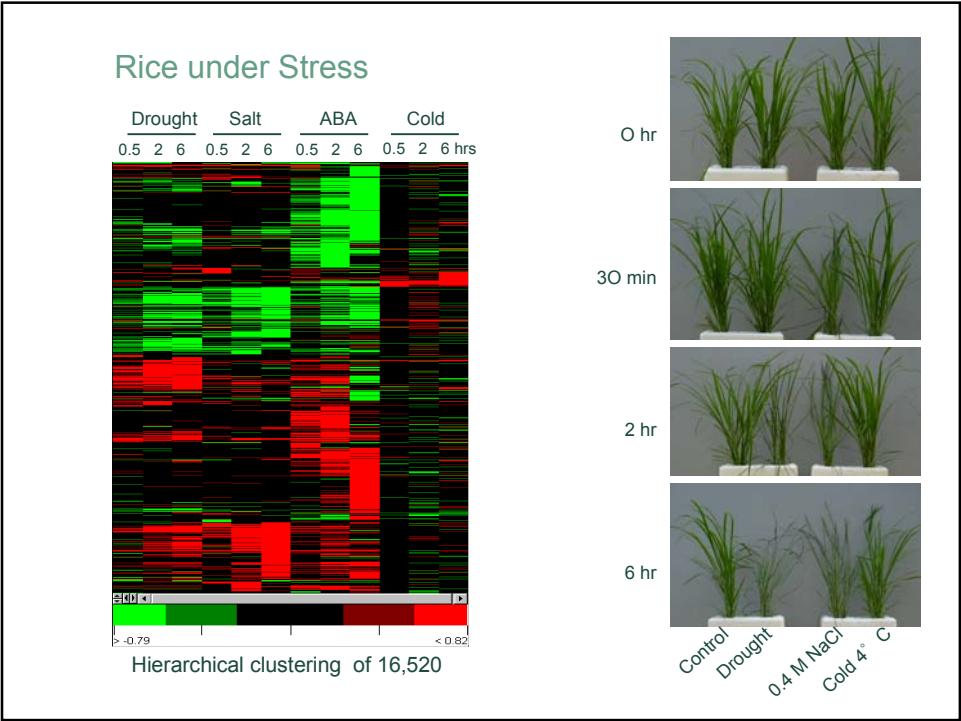 Rice under Stress
Drought Salt ABA Cold
0.5 2 6 0.5 2 6 0.5 2 6 0.5 2 6 hrs
> -0.79 < 0.82
Hierarchical clustering of 16,520
O hr
3O min
2 hr
6 hr
Control Drought 0.4 M NaCl Cold 4° C